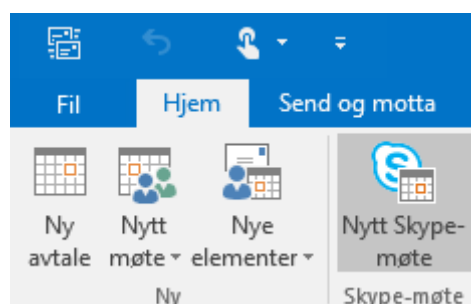 Fil Hjem Send og motta
Ny Nytt Nye Nytt Skype-
avtale møte elementer møte
Ny Skype-møte